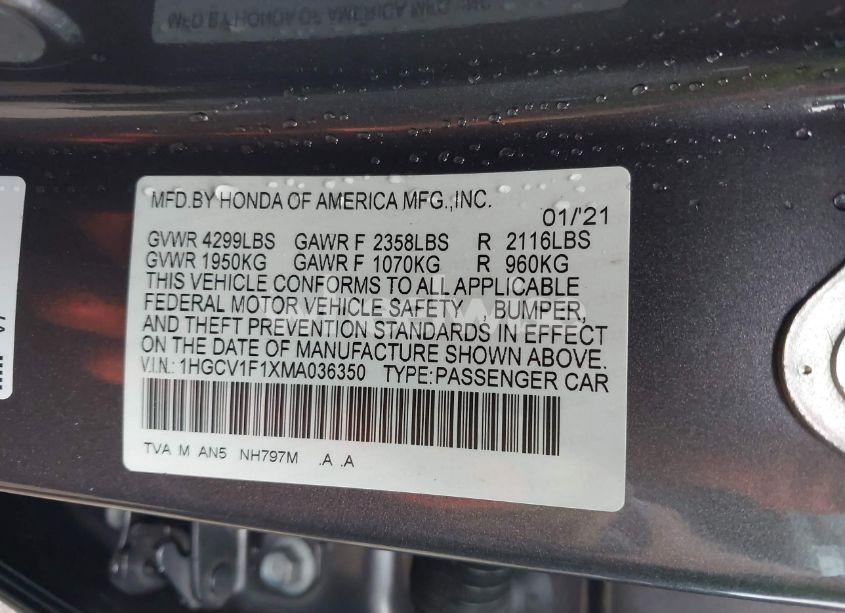 MFD.BY HONDA OF AMERICA MFG.,INC.
01/'21
GVWR 4299LBS GAWR F 2358LBS R 2116LBS
GVWR 1950KG GAWR F 1070KG R 960KG
THIS VEHICLE CONFORMS TO ALL APPLICABLE
FEDERAL MOTOR VEHICLE SAFETY , BUMPER,
AND THEFT PREVENTION STANDARDS IN EFFECT
ON THE DATE OF MANUFACTURE SHOWN ABOVE.
V.I.N.: 1HGCV1F1XMA036350 TYPE:PASSENGER CAR
TVA M AN5 NH797M .A .A